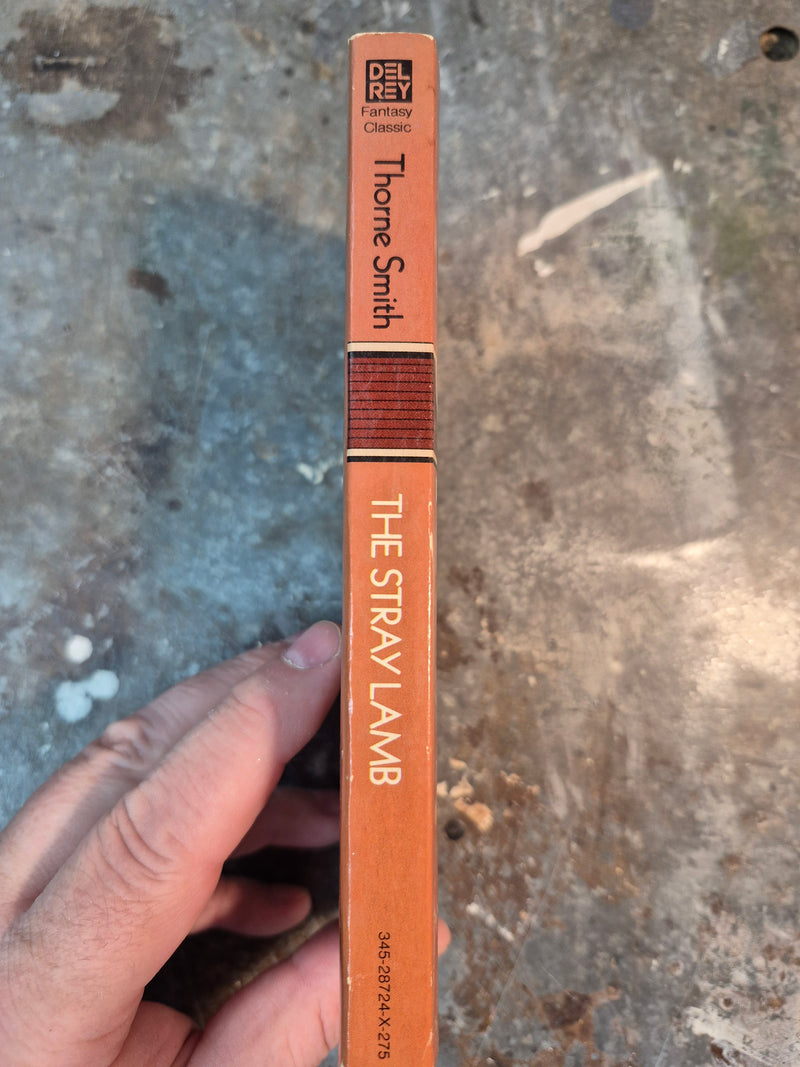 DEL
REY
Fantasy
Classic
Thorne Smith
THE STRAY LAMB
345-28724-X-275